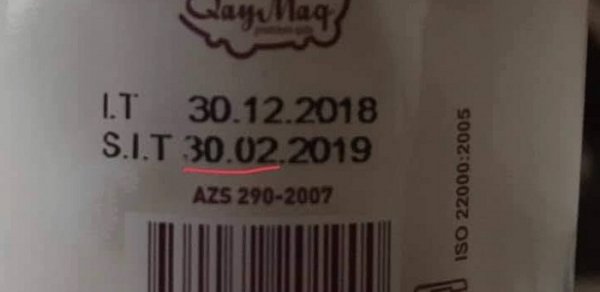 QayMaq
I.T 30.12.2018
S.I.T 30.02.2019
AZS 290-2007
ISO 22000:2005